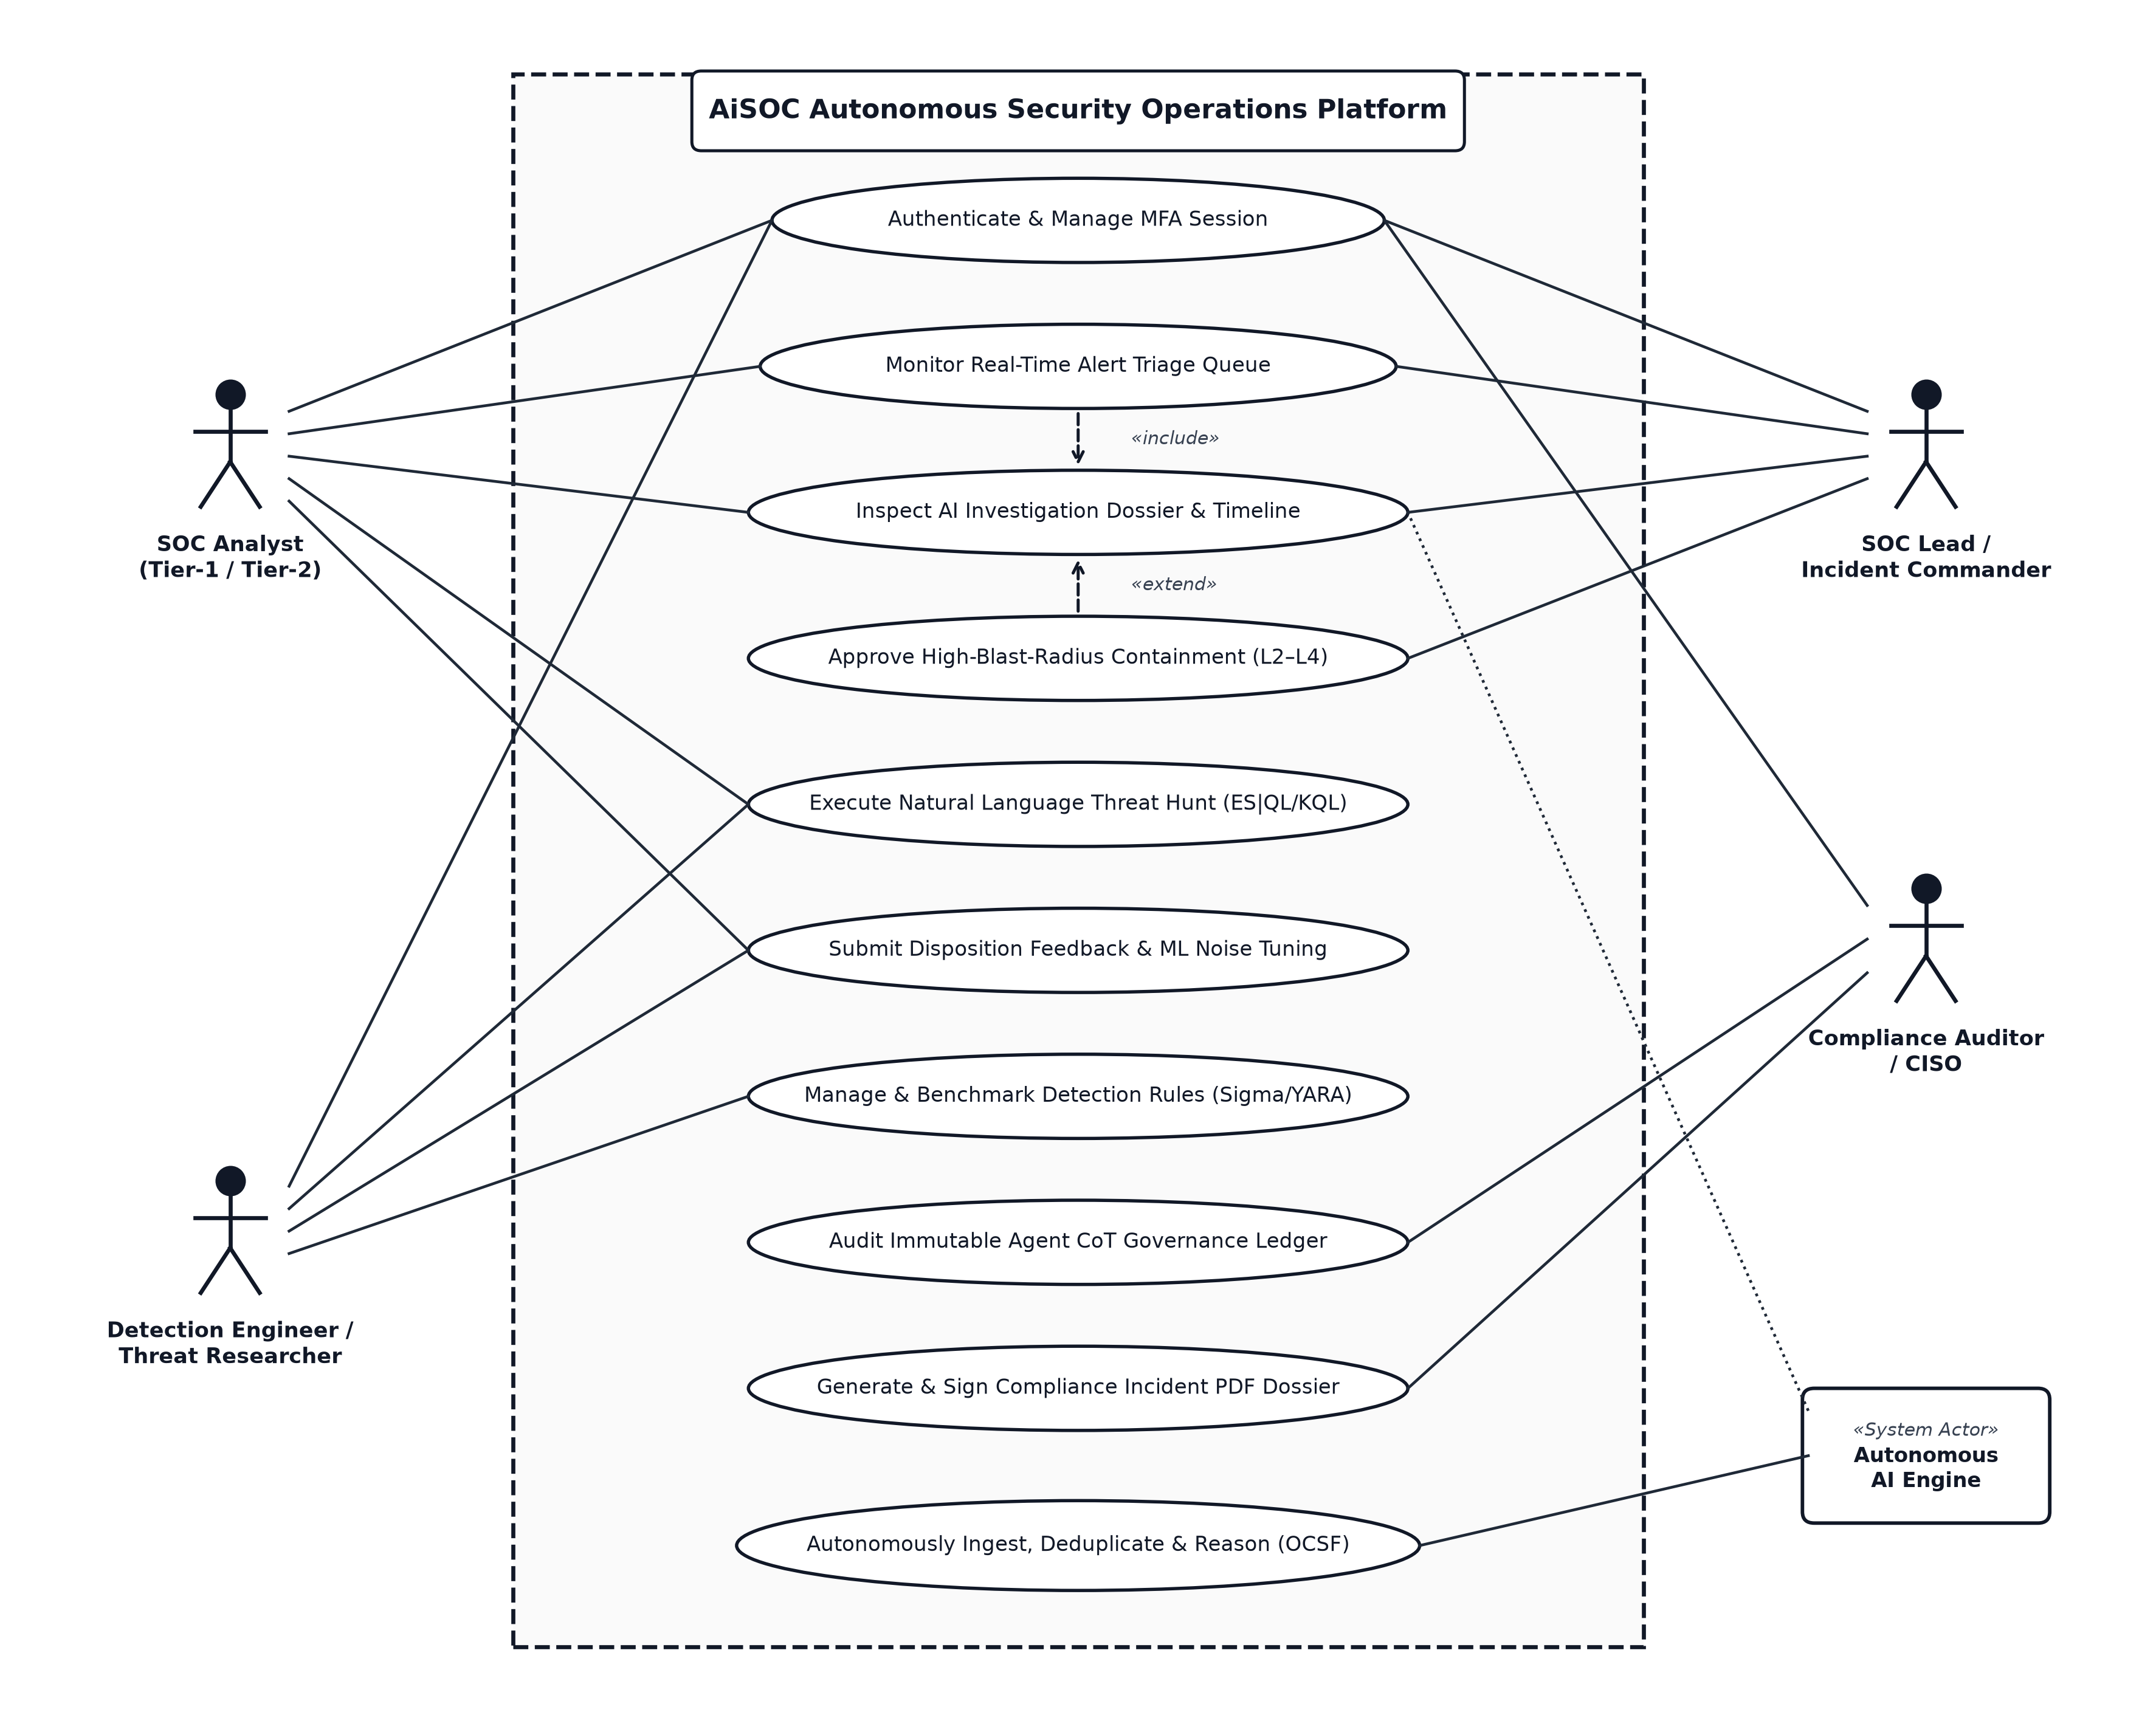 AiSOC Autonomous Security Operations Platform
Authenticate & Manage MFA Session
Monitor Real-Time Alert Triage Queue
«include»
Inspect AI Investigation Dossier & Timeline
«extend»
Approve High-Blast-Radius Containment (L2–L4)
Execute Natural Language Threat Hunt (ES|QL/KQL)
Submit Disposition Feedback & ML Noise Tuning
Manage & Benchmark Detection Rules (Sigma/YARA)
Audit Immutable Agent CoT Governance Ledger
Generate & Sign Compliance Incident PDF Dossier
Autonomously Ingest, Deduplicate & Reason (OCSF)
SOC Analyst
(Tier-1 / Tier-2)
Detection Engineer /
Threat Researcher
SOC Lead /
Incident Commander
Compliance Auditor
/ CISO
«System Actor»
Autonomous
AI Engine